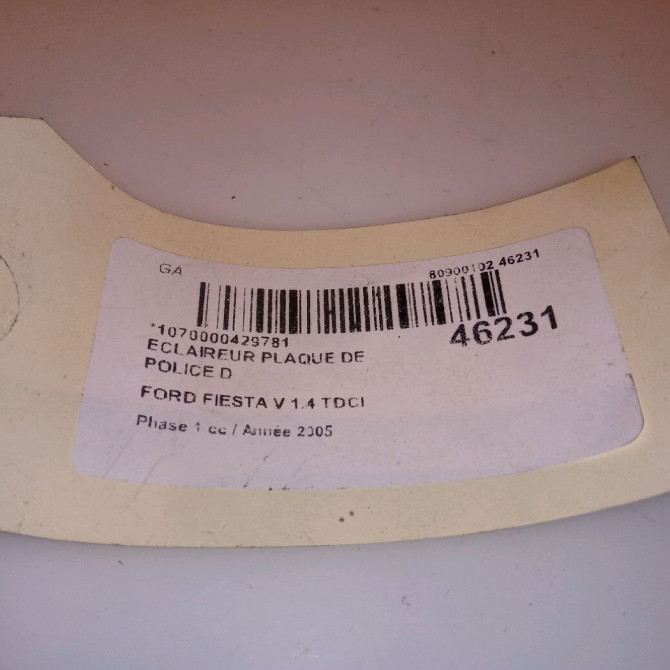 GA
80900102 46231
*1070000429781
46231
ECLAIREUR PLAQUE DE
POLICE D
FORD FIESTA V 1.4 TDCI
Phase 1 cc / Année 2005